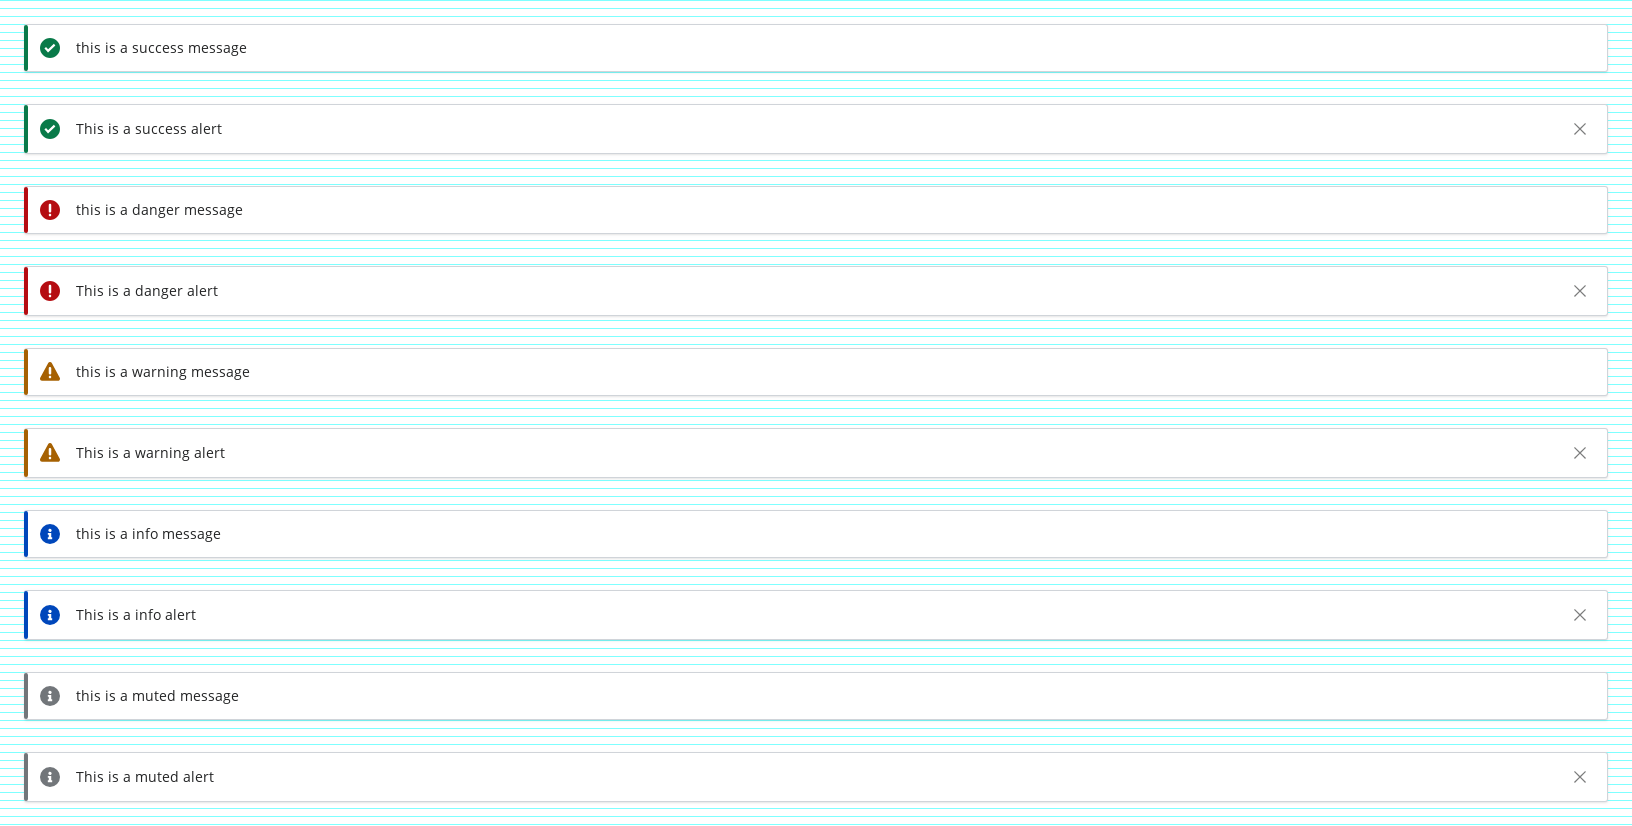 this is a success message
This is a success alert
this is a danger message
This is a danger alert
this is a warning message
This is a warning alert
this is a info message
This is a info alert
this is a muted message
This is a muted alert